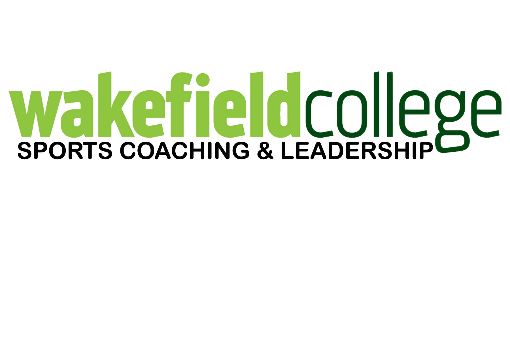 wakefieldcollege
SPORTS COACHING & LEADERSHIP